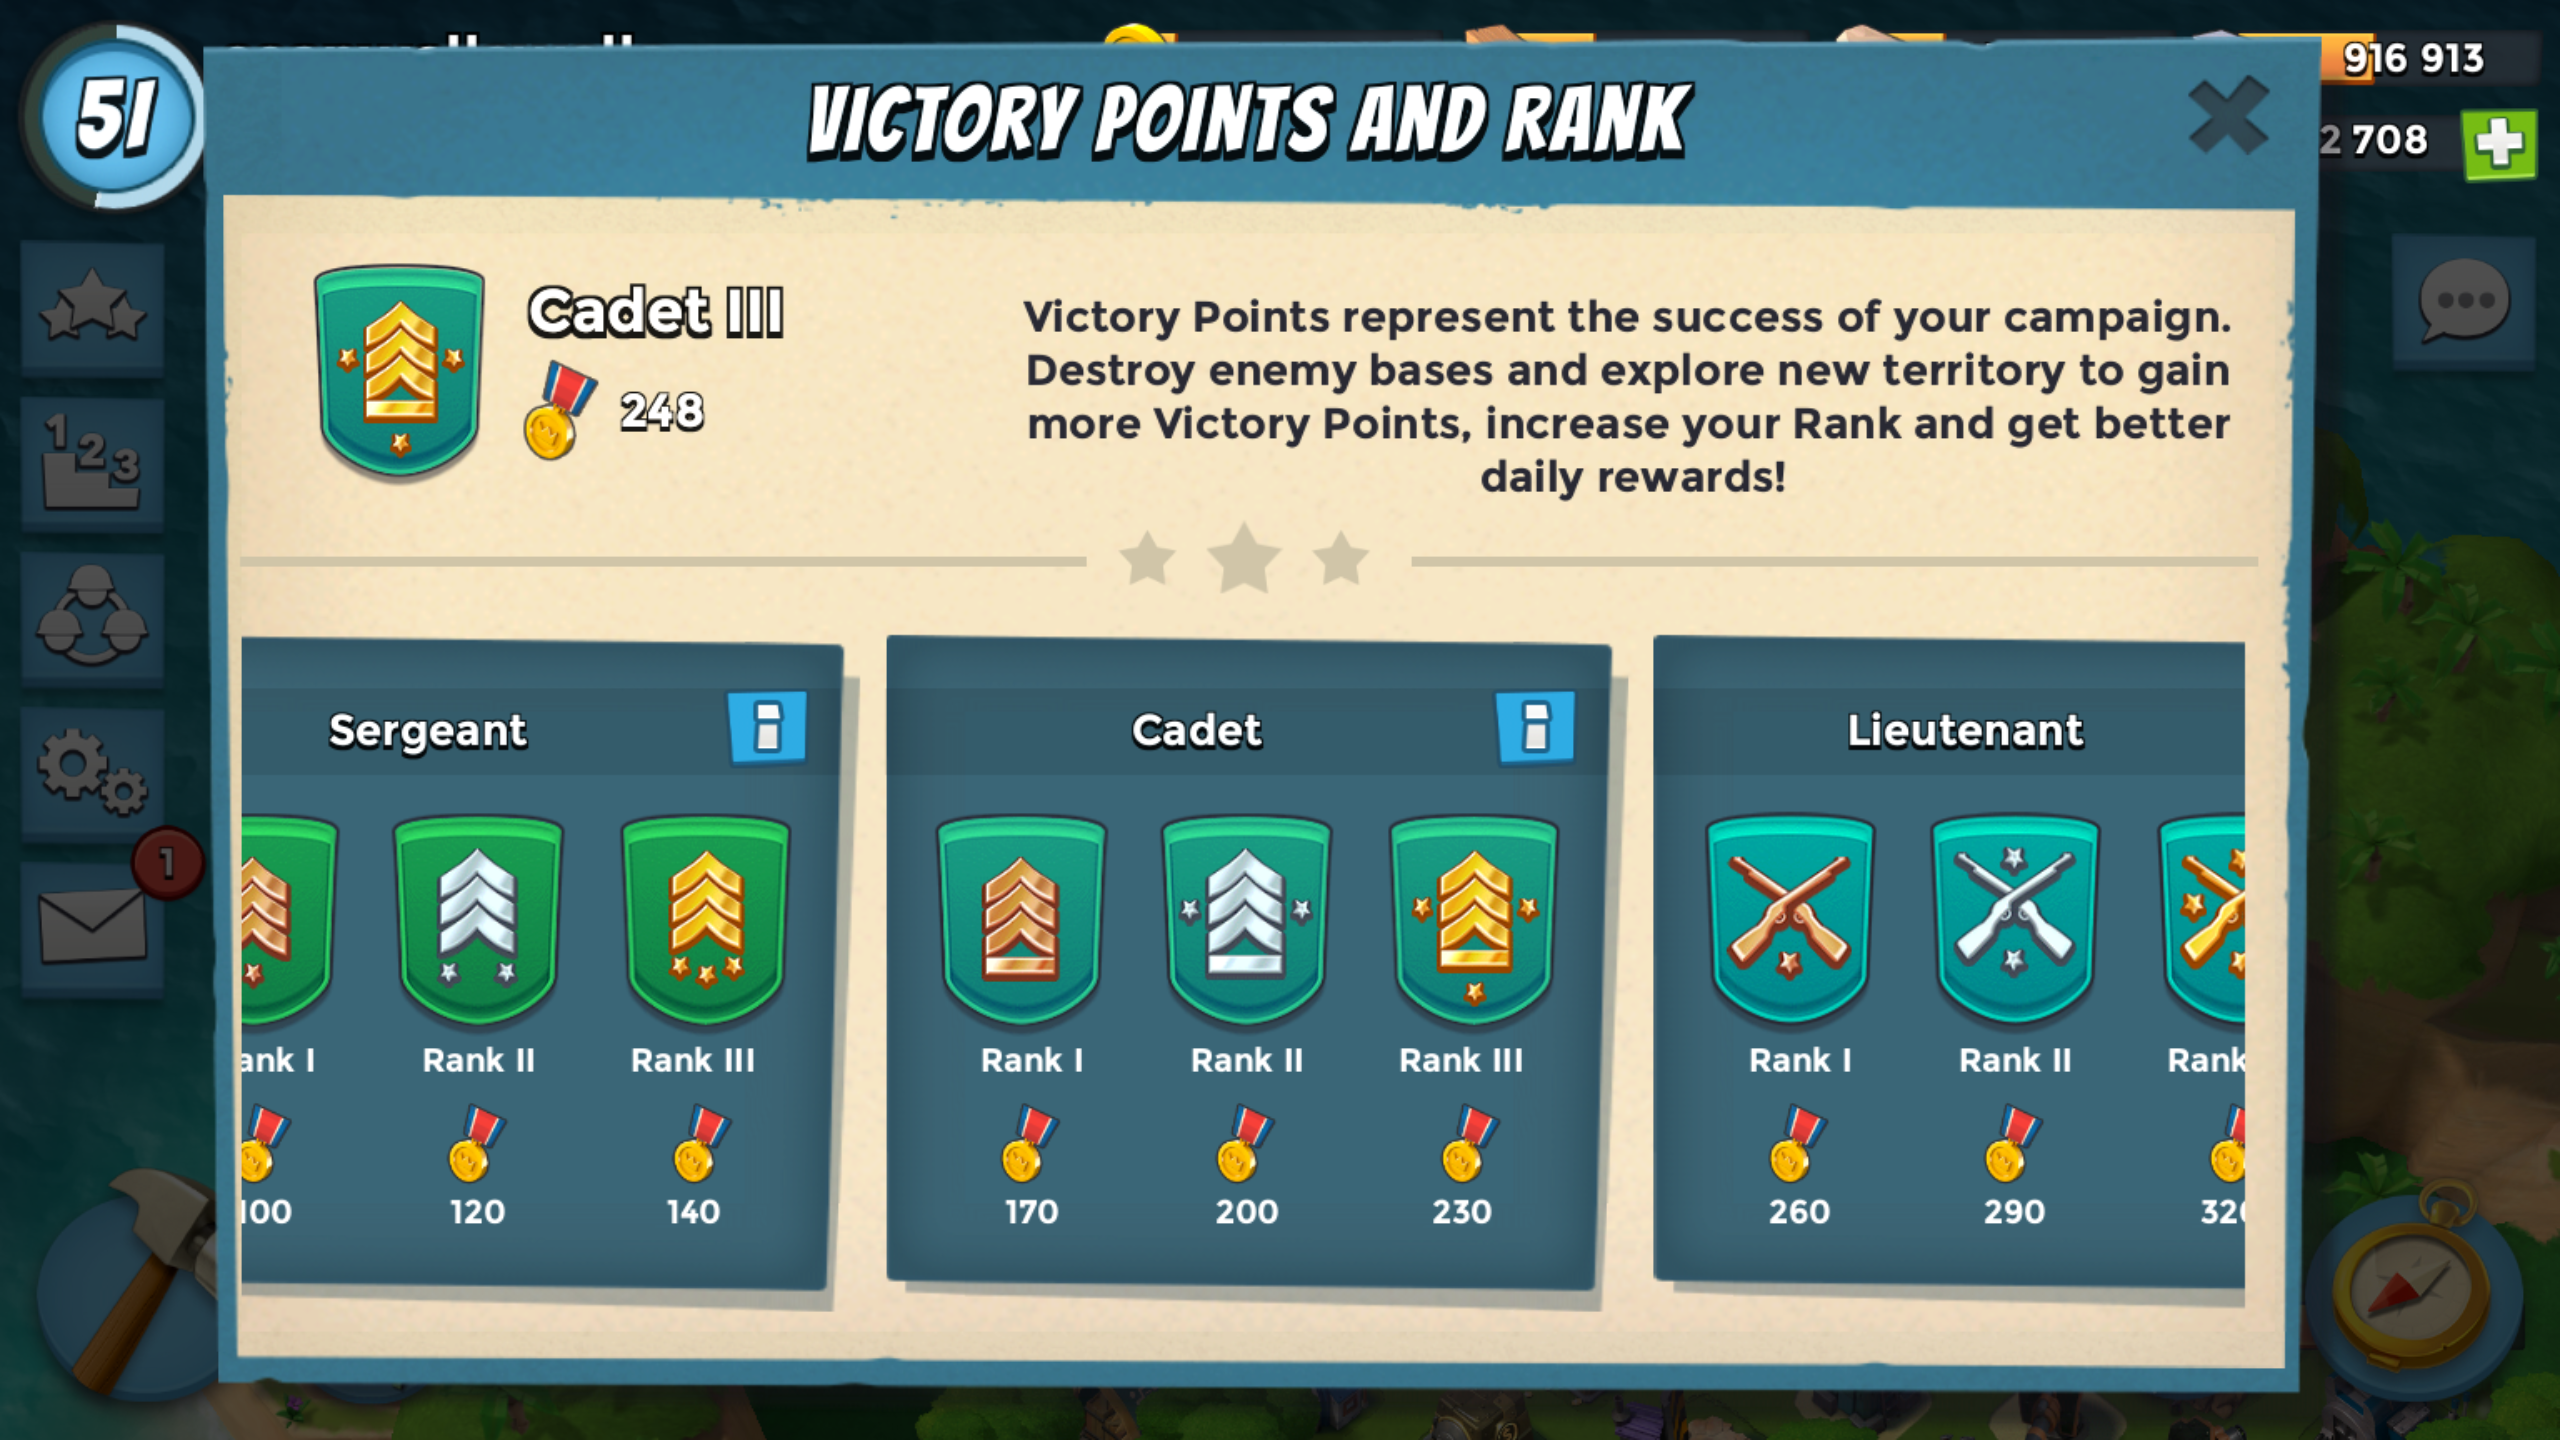 51
916 913
VICTORY POINTS AND RANK
2 708
Cadet III
248
Victory Points represent the success of your campaign.
Destroy enemy bases and explore new territory to gain
more Victory Points, increase your Rank and get better
daily rewards!
1 2 3
1
Sergeant
i
Rank II
Rank III
100
120
140
Cadet
i
Rank I
Rank II
Rank III
170
200
230
Lieutenant
Rank I
Rank II
Rank
260
290